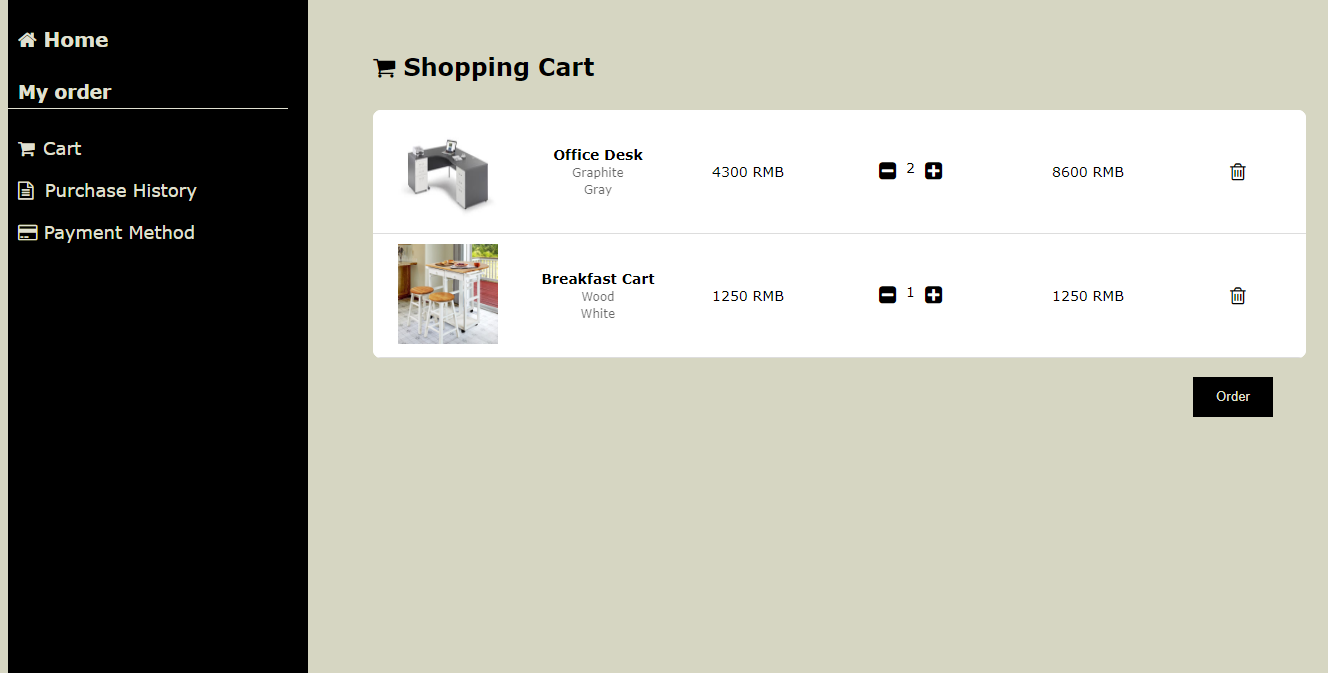 Home
My order
Cart
Purchase History
Payment Method
Shopping Cart
Office Desk
Graphite
Gray
4300 RMB
2
8600 RMB
Breakfast Cart
Wood
White
1250 RMB
1
1250 RMB
Order